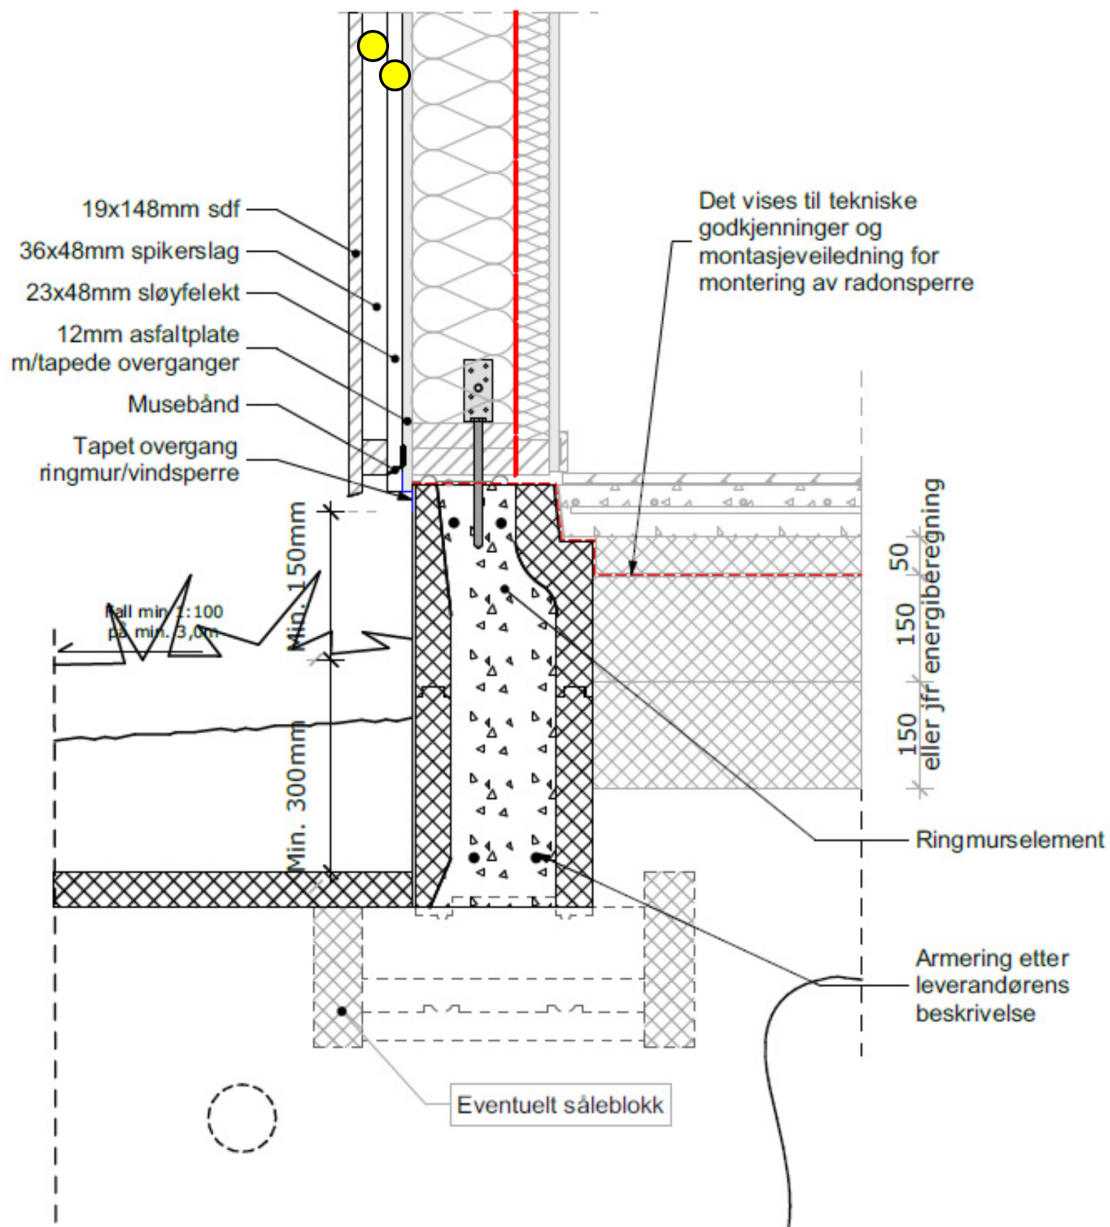 19x148mm sdf
36x48mm spikerslag
23x48mm sløyfelekt
12mm asfaltplate
m/tapede overganger
Musebånd
Tapet overgang
ringmur/vindsperre
Det vises til tekniske
godkjenninger og
montasjeveiledning for
montering av radonsperre
Min. 150mm
Fall min 1:100
på min. 3,0m
Min. 300mm
50
150
150
eller jfr energiberegning
Ringmurselement
Armering etter
leverandørens
beskrivelse
Eventuelt såleblokk